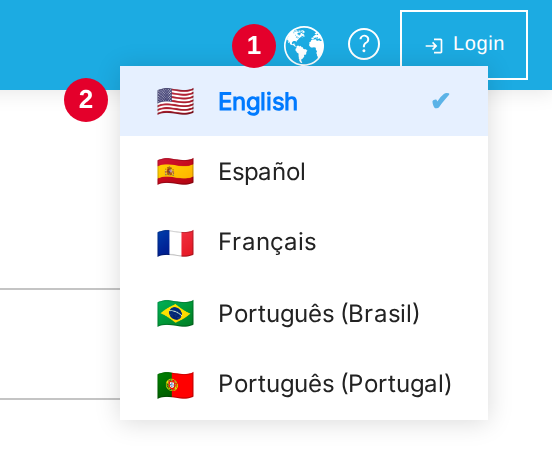 1
?
Login
2
English
Español
Français
Português (Brasil)
Português (Portugal)